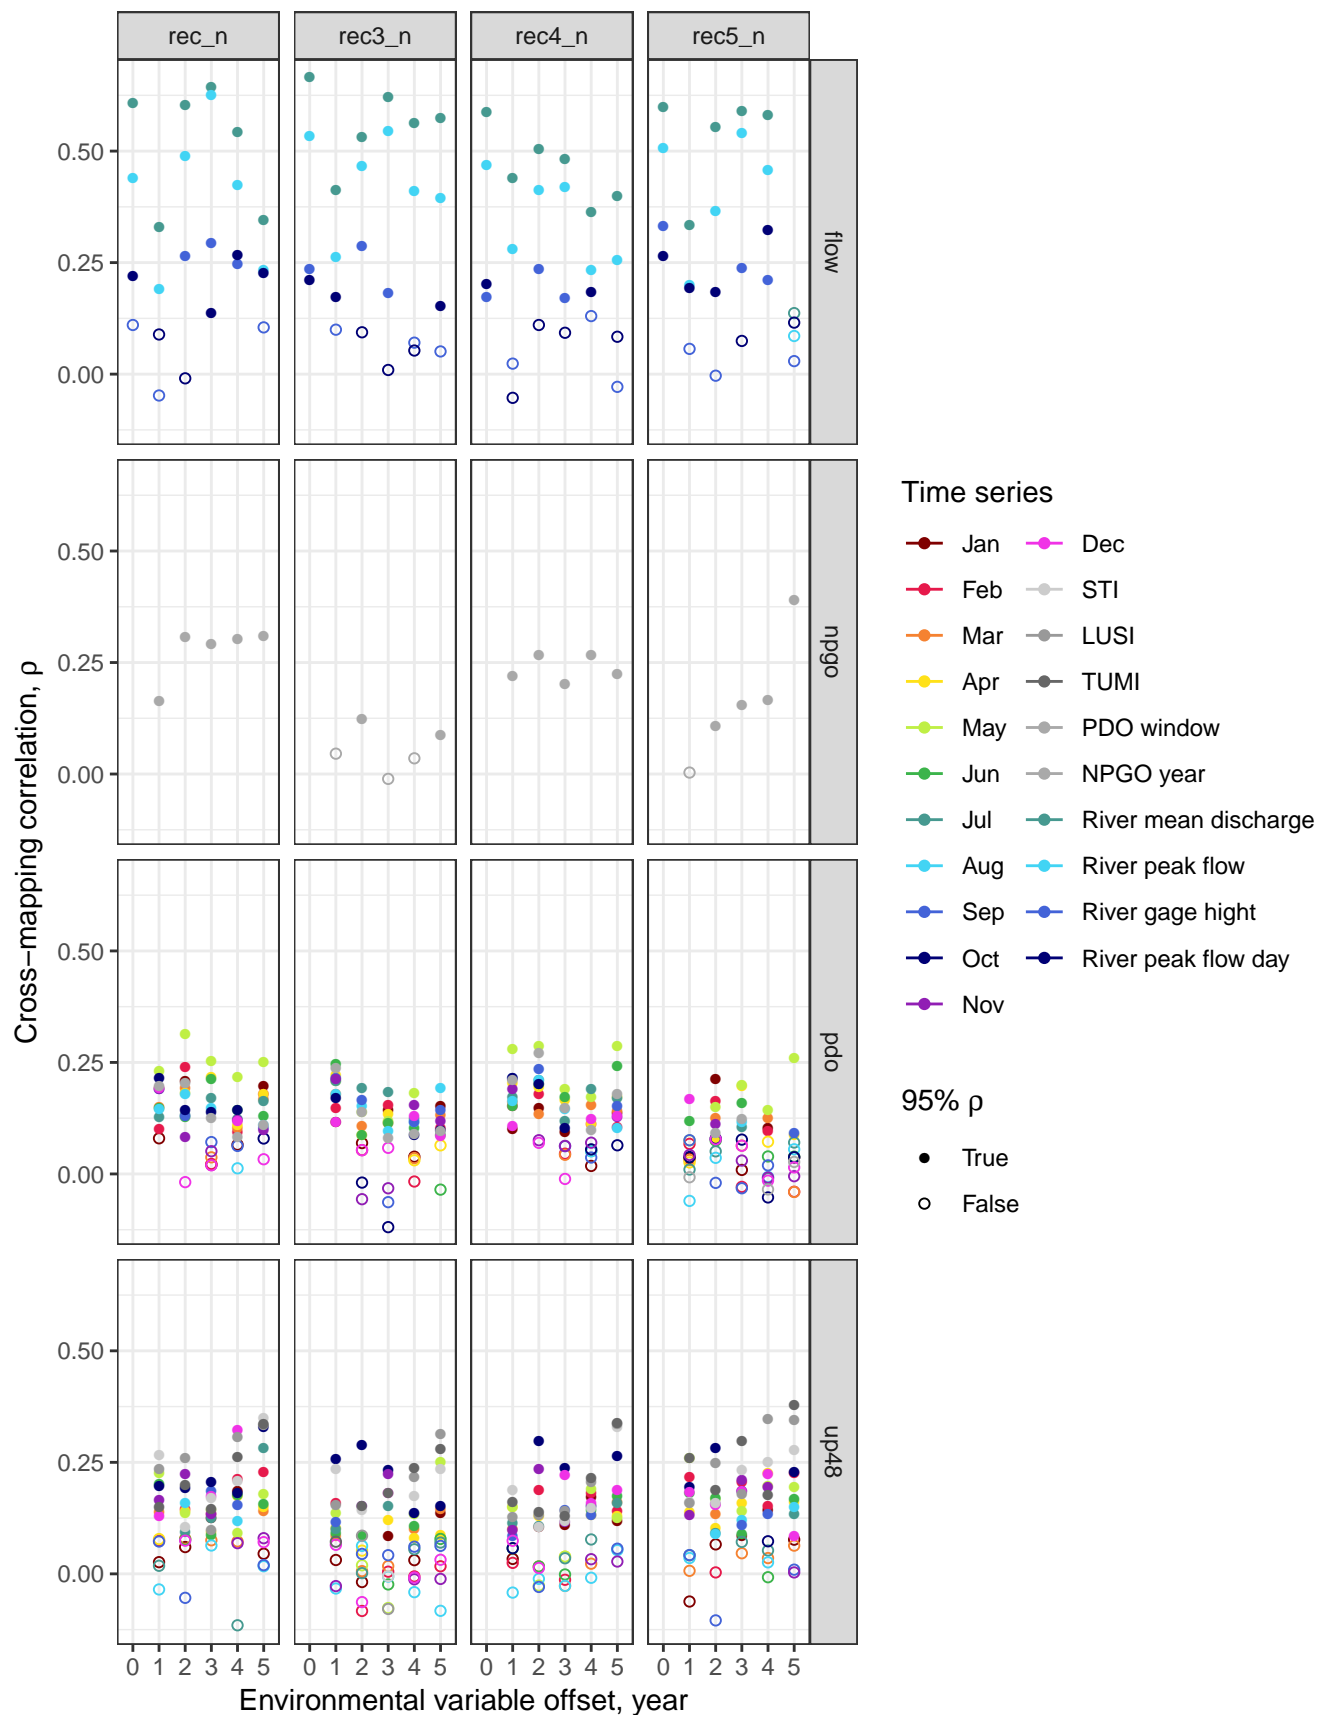 rec_n rec3_n rec4_n rec5_n
0.50
0.25
0.00
flow
0.50
0.25
0.00
npgo
0.50
0.25
0.00
pdo
0.50
0.25
0.00
up48
0 1 2 3 4 5 0 1 2 3 4 5 0 1 2 3 4 5 0 1 2 3 4 5
Environmental variable offset, year
Cross−mapping correlation, ρ
Time series
Jan
Feb
Mar
Apr
May
Jun
Jul
Aug
Sep
Oct
Nov
Dec
STI
LUSI
TUMI
PDO window
NPGO year
River mean discharge
River peak flow
River gage hight
River peak flow day
95% ρ
True
False